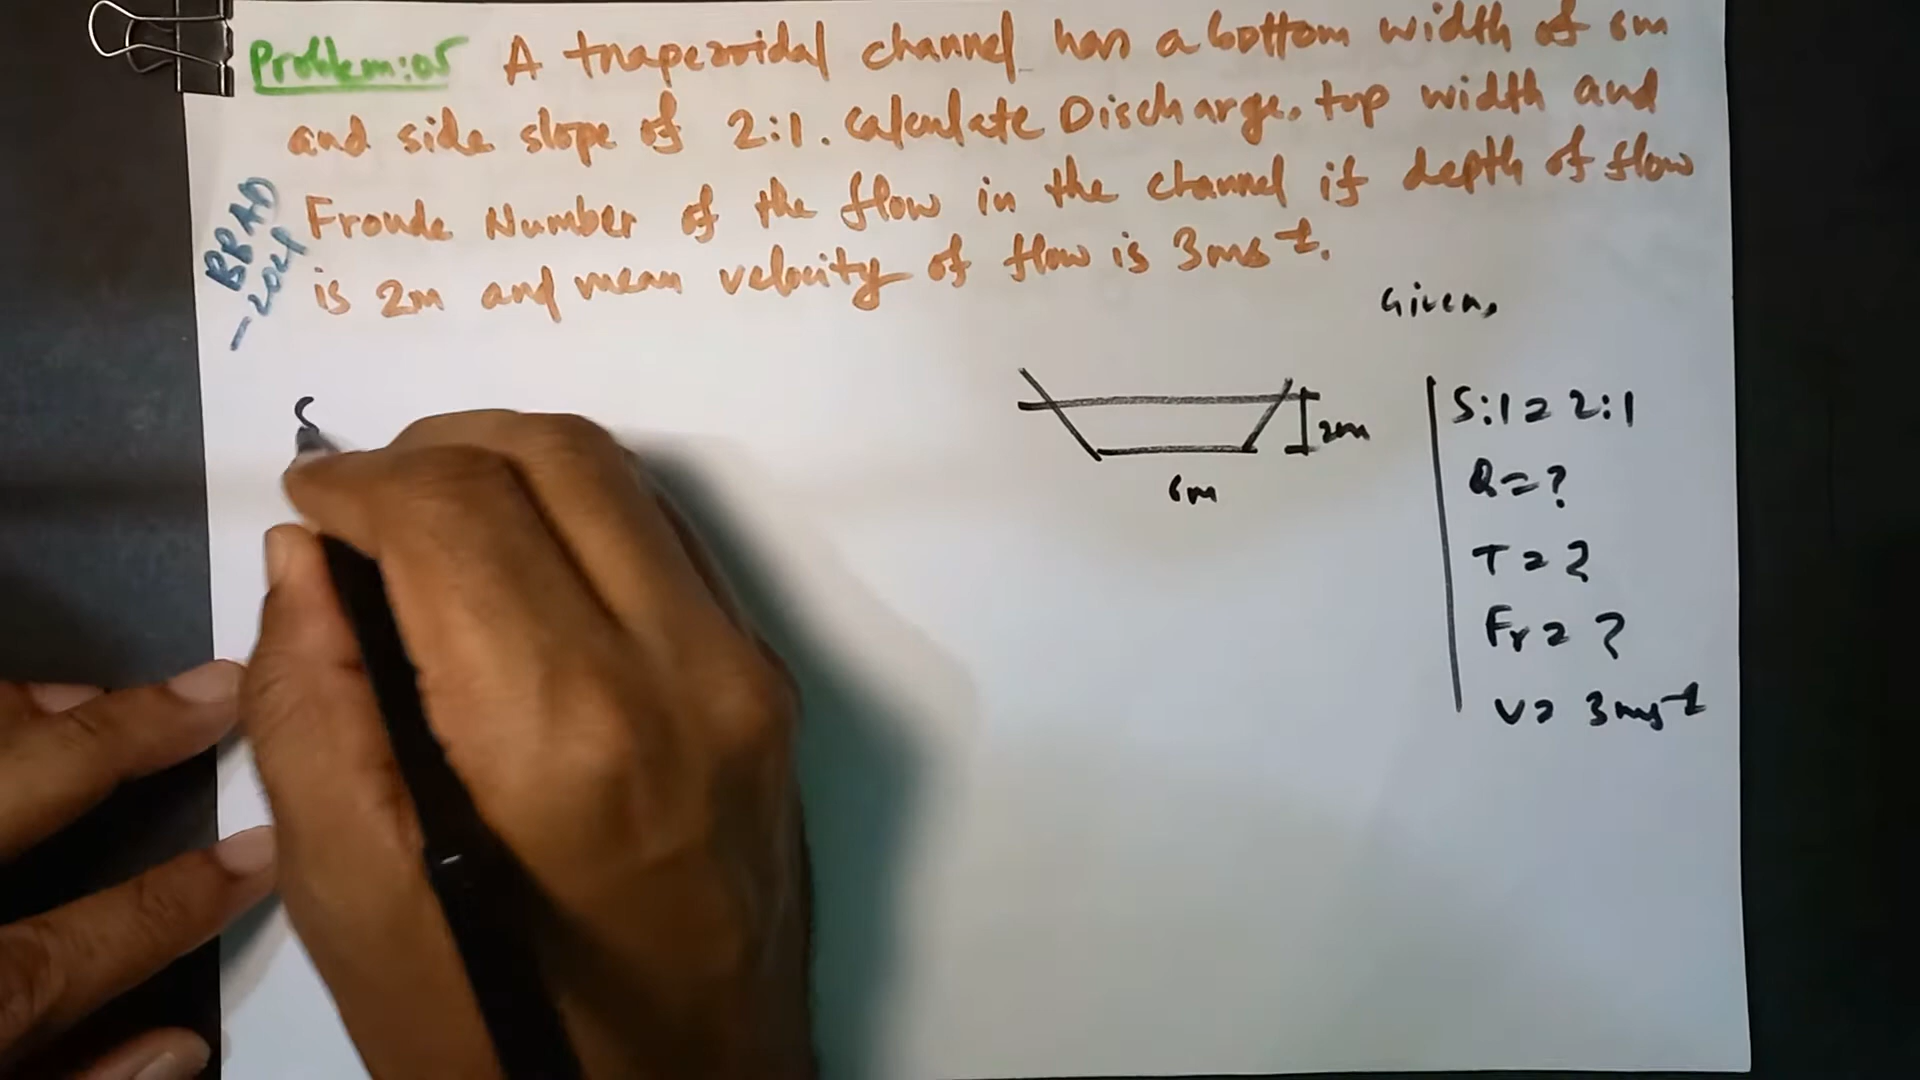 Problem:05 A trapezoidal channel has a bottom width of 6m
and side slope of 2:1. Calculate Discharge, top width and
Froude Number of the flow in the channel if depth of flow
is 2m and mean velocity of flow is 3ms-1.
BBAD
-2021
Given,
2m
6m
S:1=2:1
Q=?
T=?
Fr=?
V=3ms-1
S